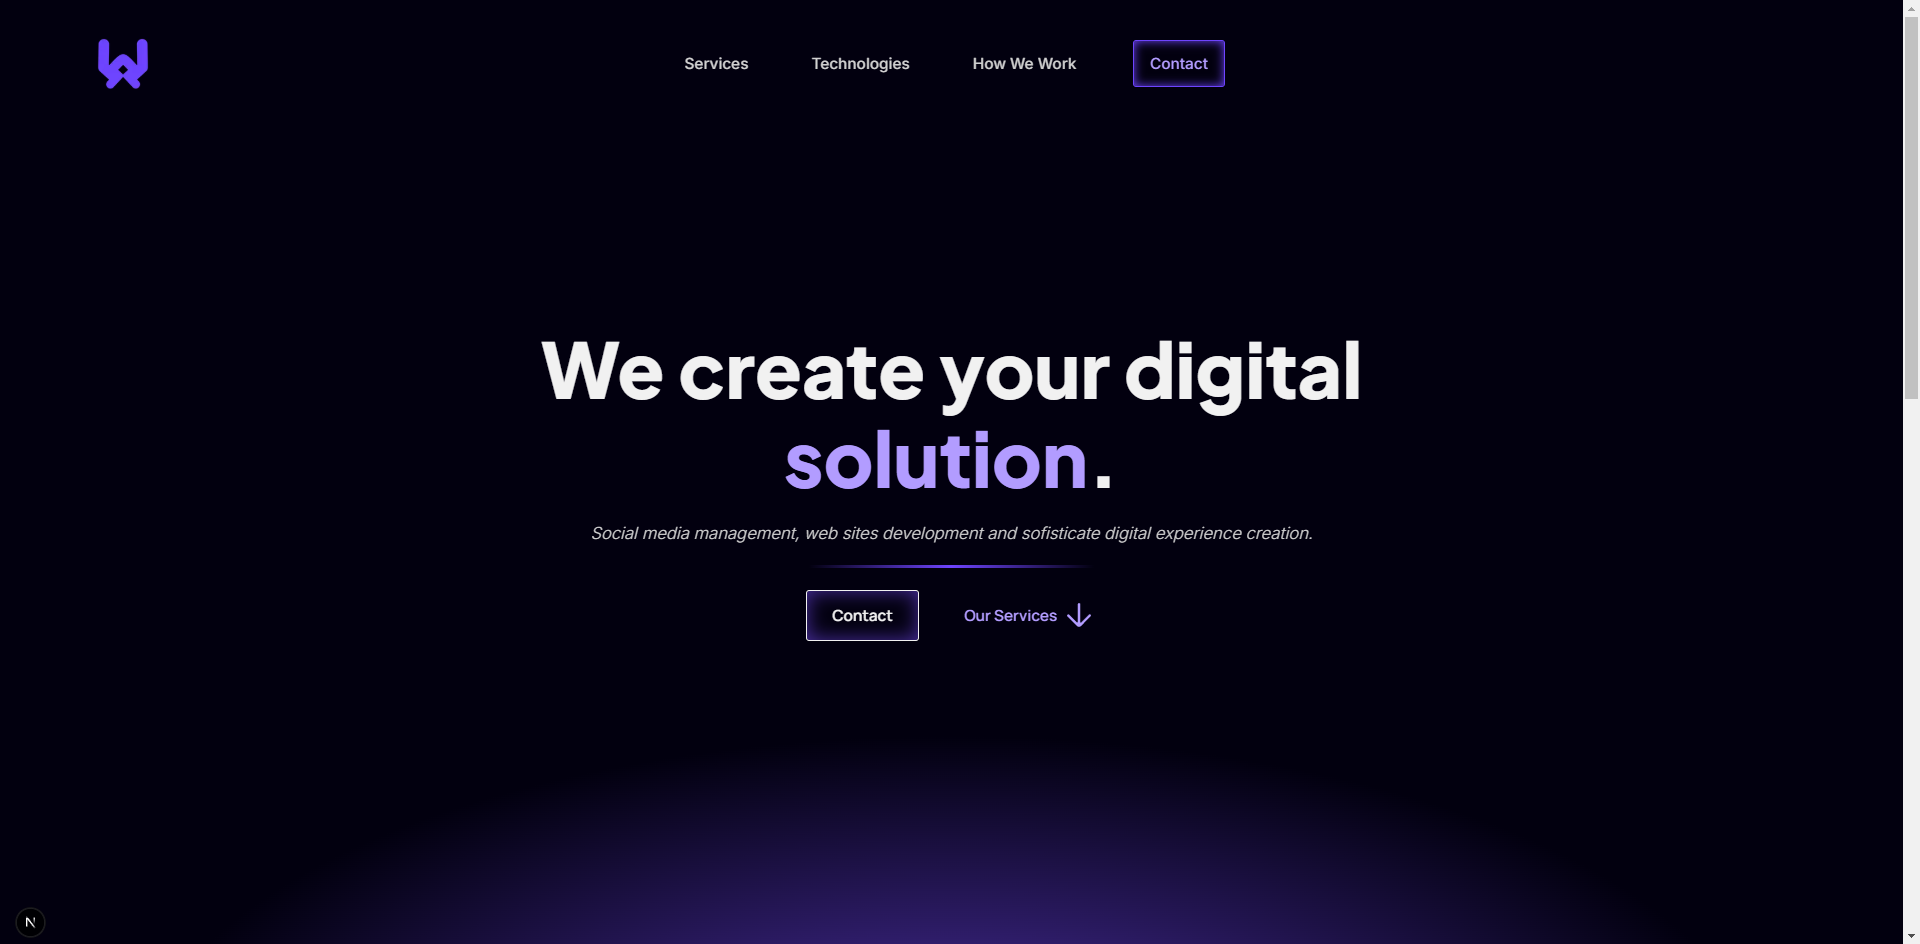 Services Technologies How We Work Contact
We create your digital
solution.
Social media management, web sites development and sofisticate digital experience creation.
Contact Our Services
N